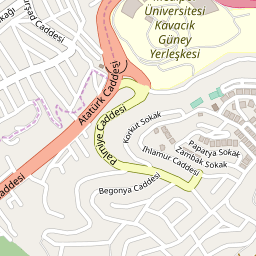 Üniversitesi
Kavacık
Güney
Yerleşkesi
Caddesi
Atatürk Caddesi
Palmiye Caddesi
Korkut Sokak
Papatya Sokak
Zambak Sokak
Ihlamur Caddesi
Begonya Caddesi
Caddesi